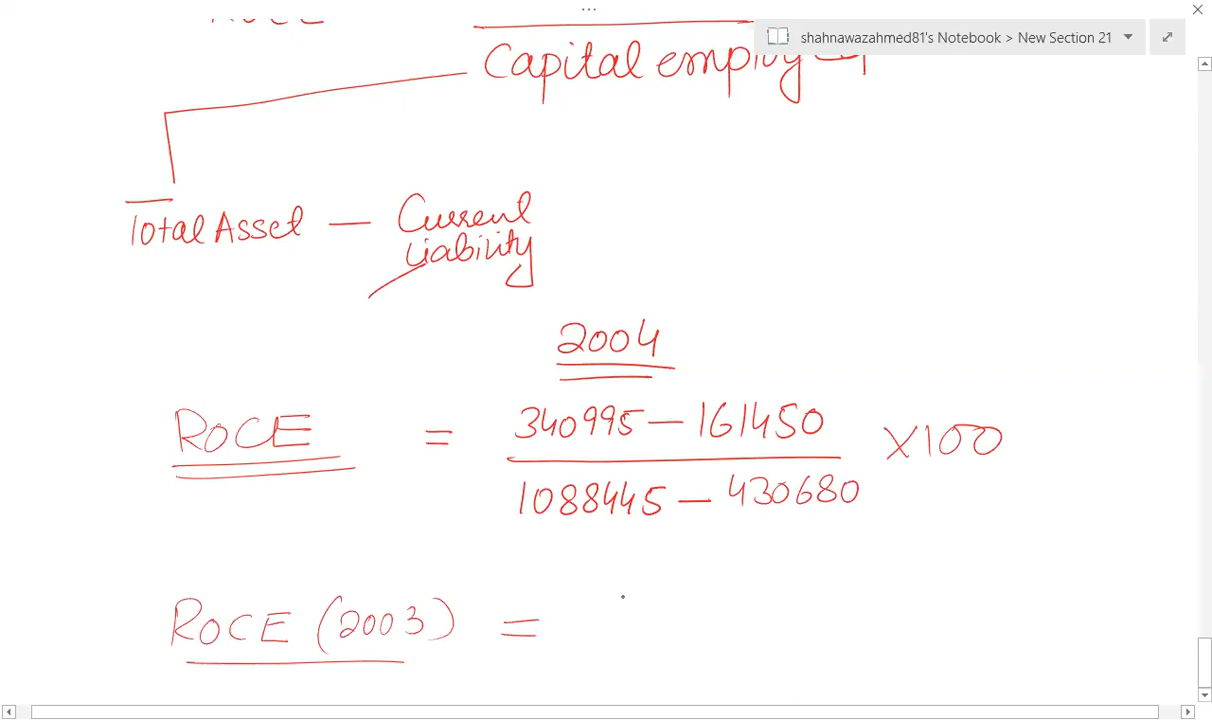 shahnawazahmed81's Notebook > New Section 21
Capital
Total Asset — Current
Liability
2004
ROCE = 340995 — 161450 X100
1088445 — 430680
ROCE (2003) =